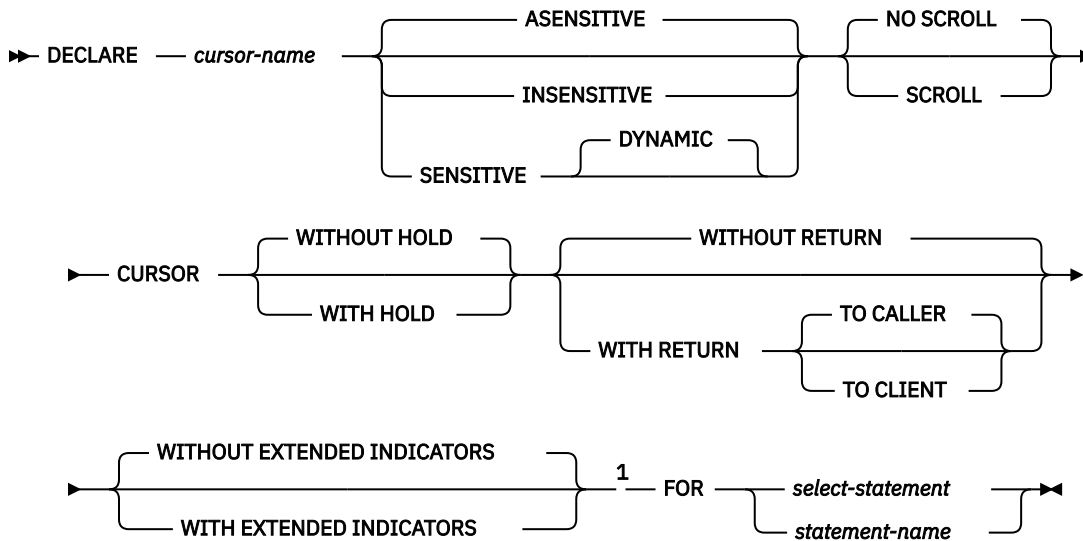 ASENSITIVE NO SCROLL
DECLARE cursor-name
INSENSITIVE SCROLL
DYNAMIC
SENSITIVE
WITHOUT HOLD WITHOUT RETURN
CURSOR
WITH HOLD TO CALLER
WITH RETURN
TO CLIENT
WITHOUT EXTENDED INDICATORS
1
FOR select-statement
WITH EXTENDED INDICATORS statement-name